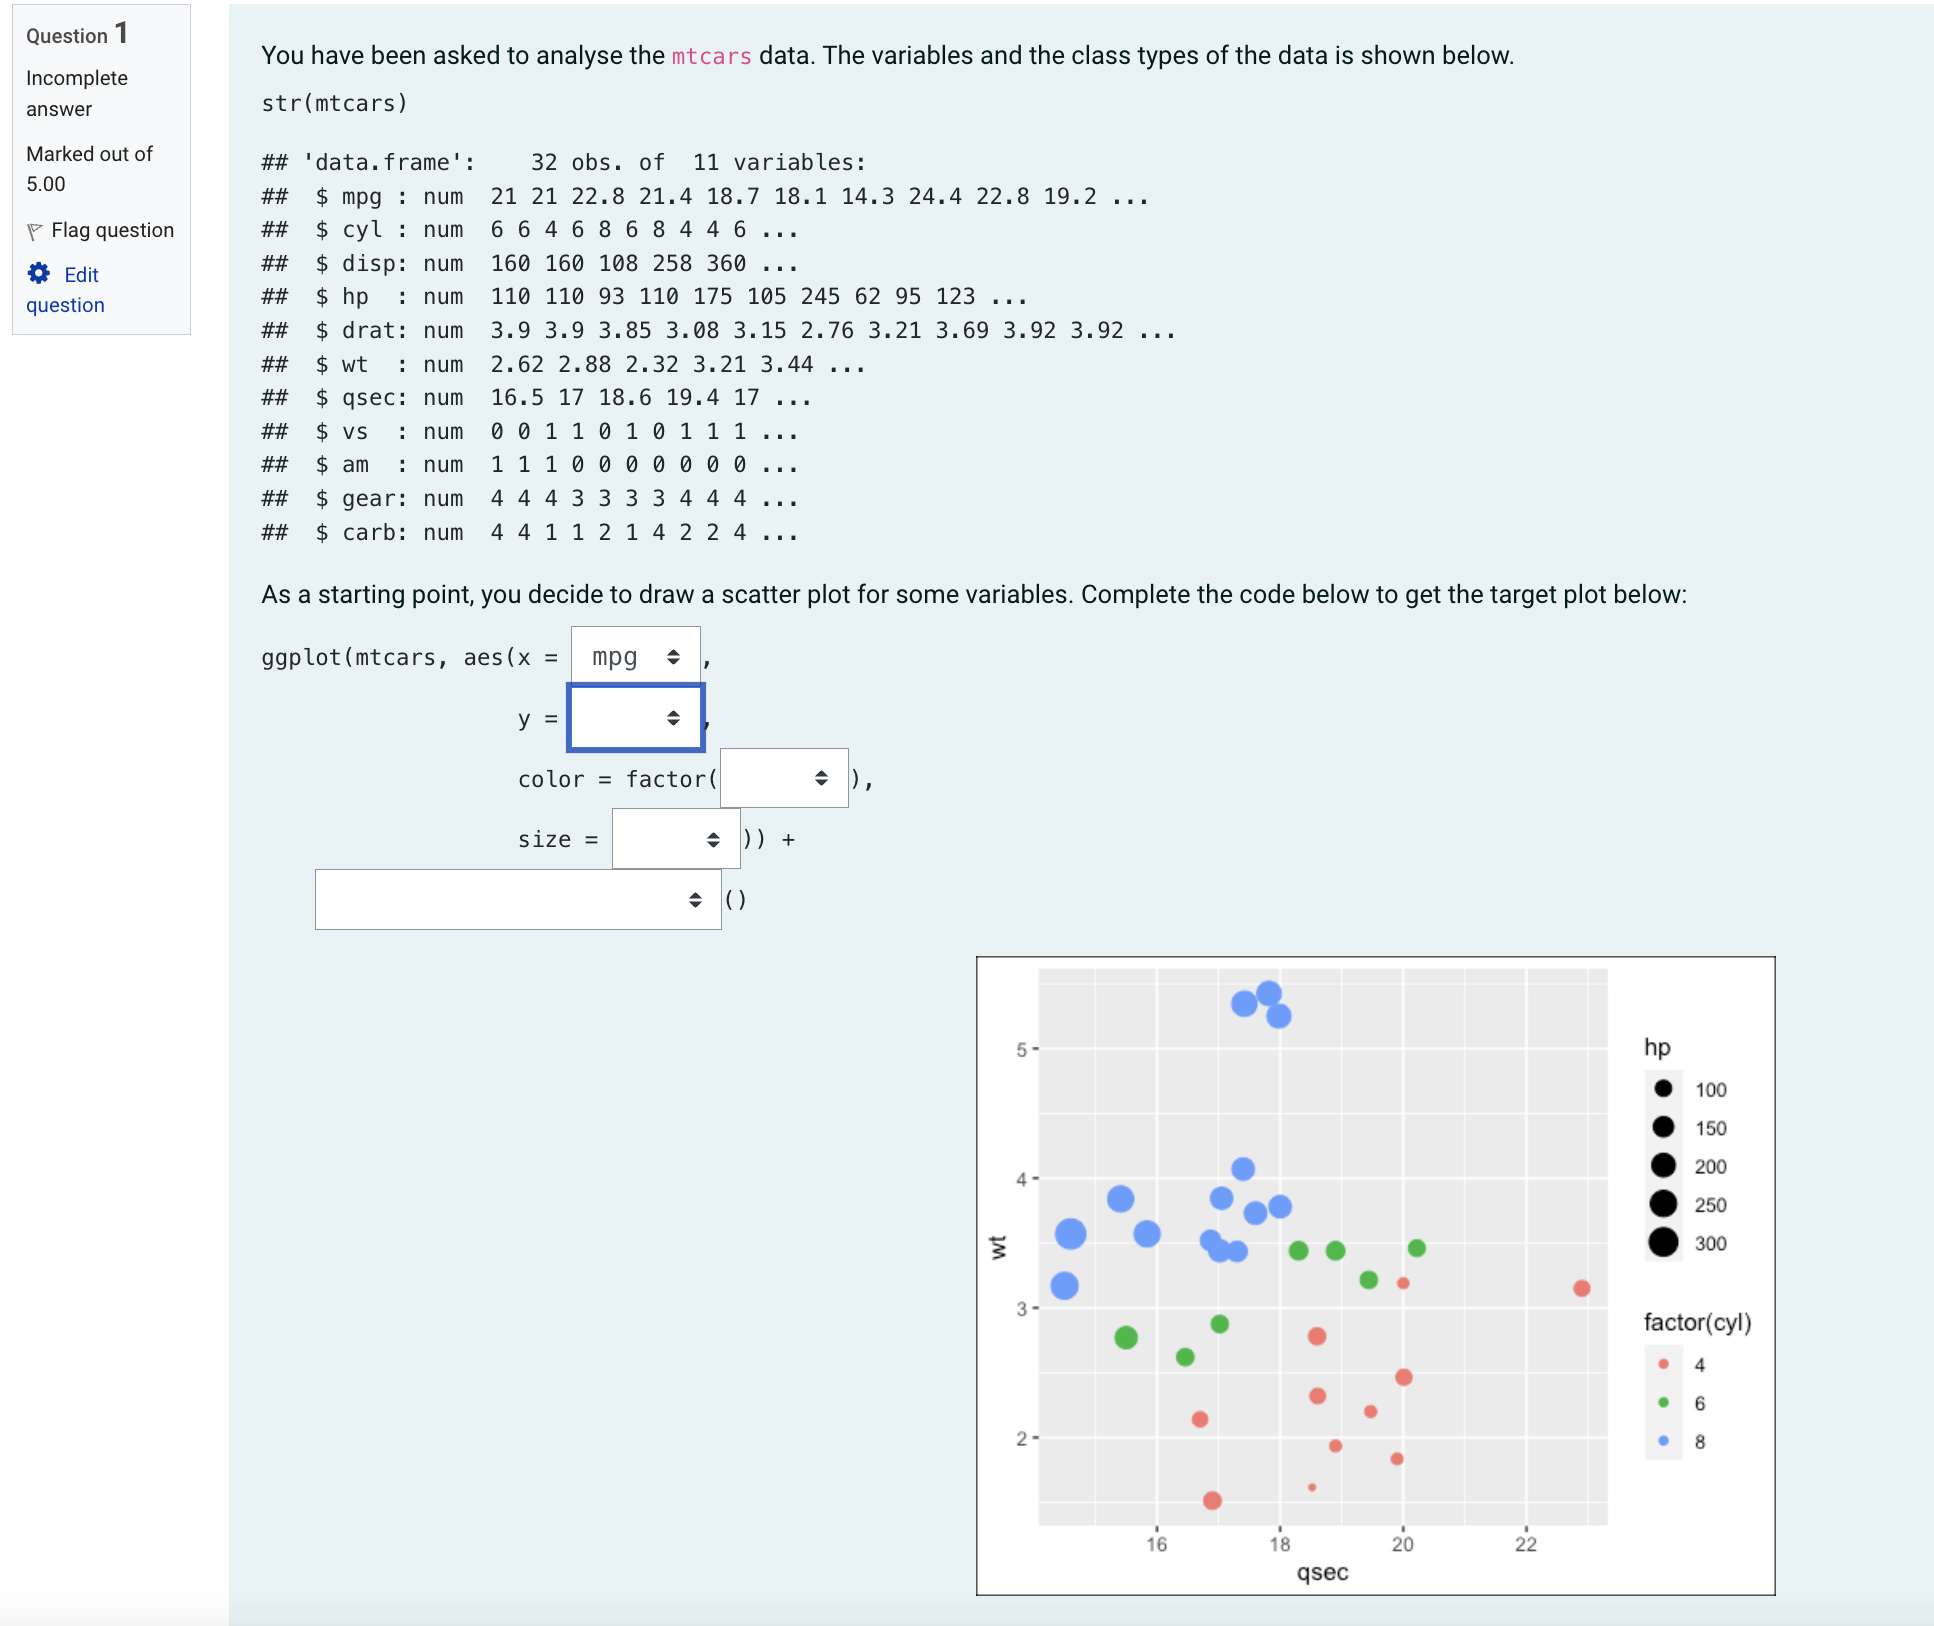 Question 1
Incomplete
answer
Marked out of
5.00
Flag question
Edit
question
You have been asked to analyse the mtcars data. The variables and the class types of the data is shown below.
str(mtcars)
## 'data.frame':    32 obs. of  11 variables:
##  $ mpg : num  21 21 22.8 21.4 18.7 18.1 14.3 24.4 22.8 19.2 ...
##  $ cyl : num  6 6 4 6 8 6 8 4 4 6 ...
##  $ disp: num  160 160 108 258 360 ...
##  $ hp  : num  110 110 93 110 175 105 245 62 95 123 ...
##  $ drat: num  3.9 3.9 3.85 3.08 3.15 2.76 3.21 3.69 3.92 3.92 ...
##  $ wt  : num  2.62 2.88 2.32 3.21 3.44 ...
##  $ qsec: num  16.5 17 18.6 19.4 17 ...
##  $ vs  : num  0 0 1 1 0 1 0 1 1 1 ...
##  $ am  : num  1 1 1 0 0 0 0 0 0 0 ...
##  $ gear: num  4 4 4 3 3 3 3 4 4 4 ...
##  $ carb: num  4 4 1 1 2 1 4 2 2 4 ...
As a starting point, you decide to draw a scatter plot for some variables. Complete the code below to get the target plot below:
ggplot(mtcars, aes(x = mpg ,
y = ,
color = factor( ),
size = )) +
()
5
4
3
2
wt
16 18 20 22
qsec
hp
100
150
200
250
300
factor(cyl)
4
6
8